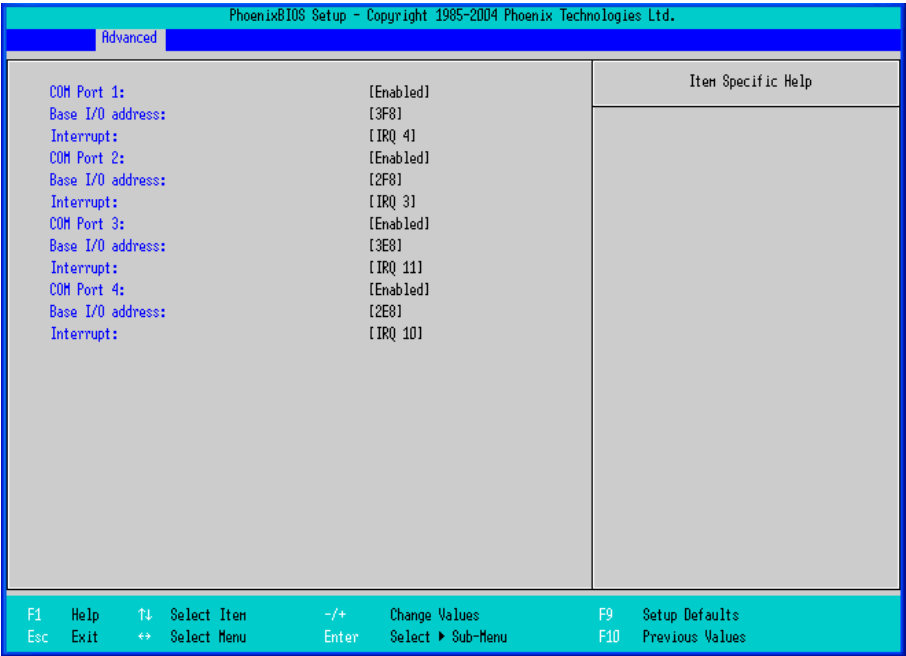 PhoenixBIOS Setup - Copyright 1985-2004 Phoenix Technologies Ltd.
Advanced
Item Specific Help
COM Port 1: [Enabled]
Base I/O address: [3F8]
Interrupt: [IRQ 4]
COM Port 2: [Enabled]
Base I/O address: [2F8]
Interrupt: [IRQ 3]
COM Port 3: [Enabled]
Base I/O address: [3E8]
Interrupt: [IRQ 11]
COM Port 4: [Enabled]
Base I/O address: [2E8]
Interrupt: [IRQ 10]
F1 Help ↑↓ Select Item -/+ Change Values F9 Setup Defaults
Esc Exit ↔ Select Menu Enter Select ▶ Sub-Menu F10 Previous Values